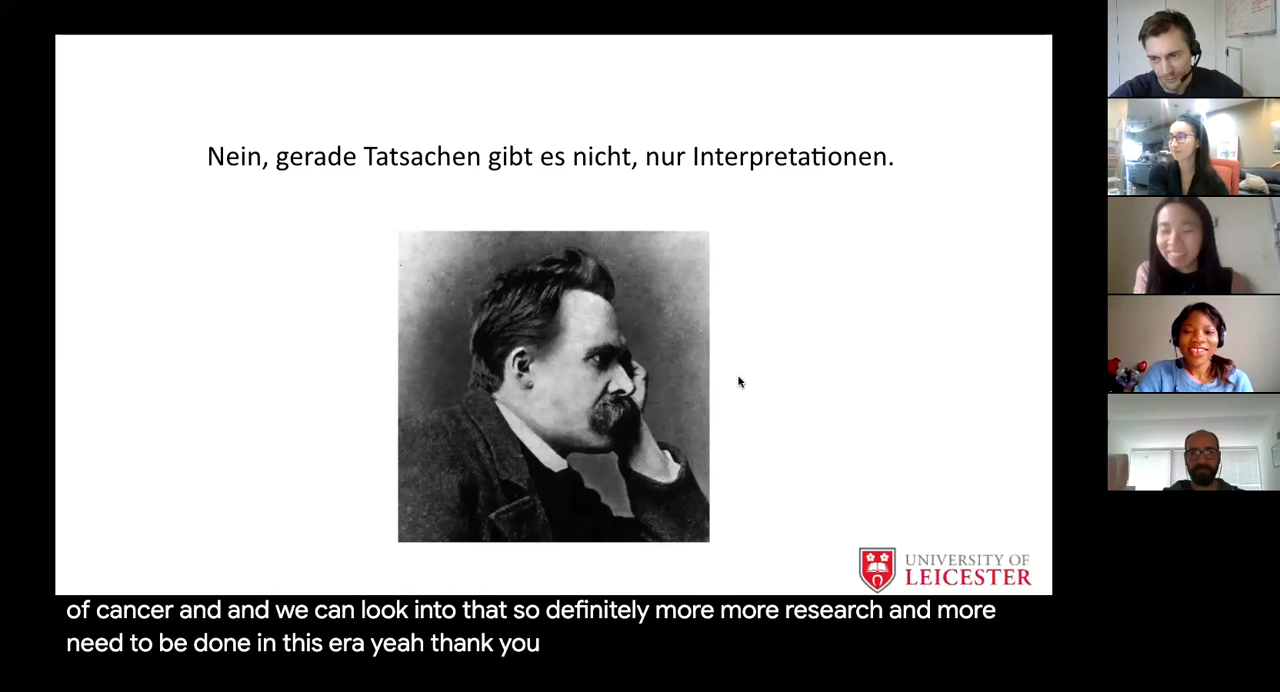 Nein, gerade Tatsachen gibt es nicht, nur Interpretationen.
UNIVERSITY OF
LEICESTER
of cancer and and we can look into that so definitely more more research and more
need to be done in this era yeah thank you